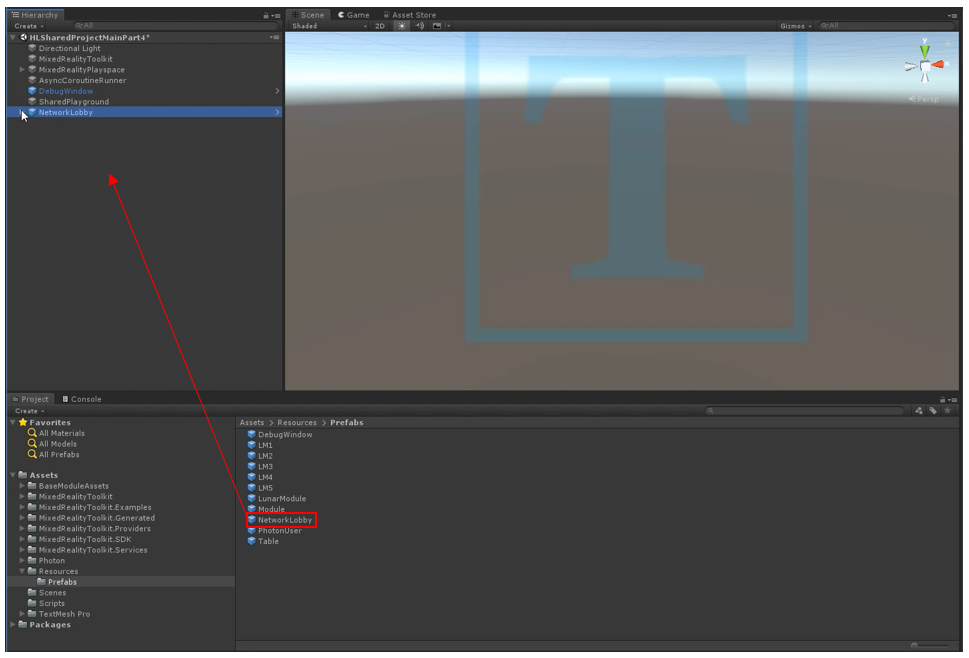 Hierarchy
Scene
Game
Asset Store
Create
All
Shaded
2D
Gizmos
All
HLSharedProjectMainPart4*
Directional Light
MixedRealityToolkit
MixedRealityPlayspace
AsyncCoroutineRunner
DebugWindow
SharedPlayground
NetworkLobby
y
Persp
T
Project
Console
Create
Favorites
All Materials
All Models
All Prefabs
Assets
BaseModuleAssets
MixedRealityToolkit
MixedRealityToolkit.Examples
MixedRealityToolkit.Generated
MixedRealityToolkit.Providers
MixedRealityToolkit.SDK
MixedRealityToolkit.Services
Photon
Resources
Prefabs
Scenes
Scripts
TextMesh Pro
Packages
Assets > Resources > Prefabs
DebugWindow
LM1
LM2
LM3
LM4
LM5
LunarModule
Module
NetworkLobby
PhotonUser
Table